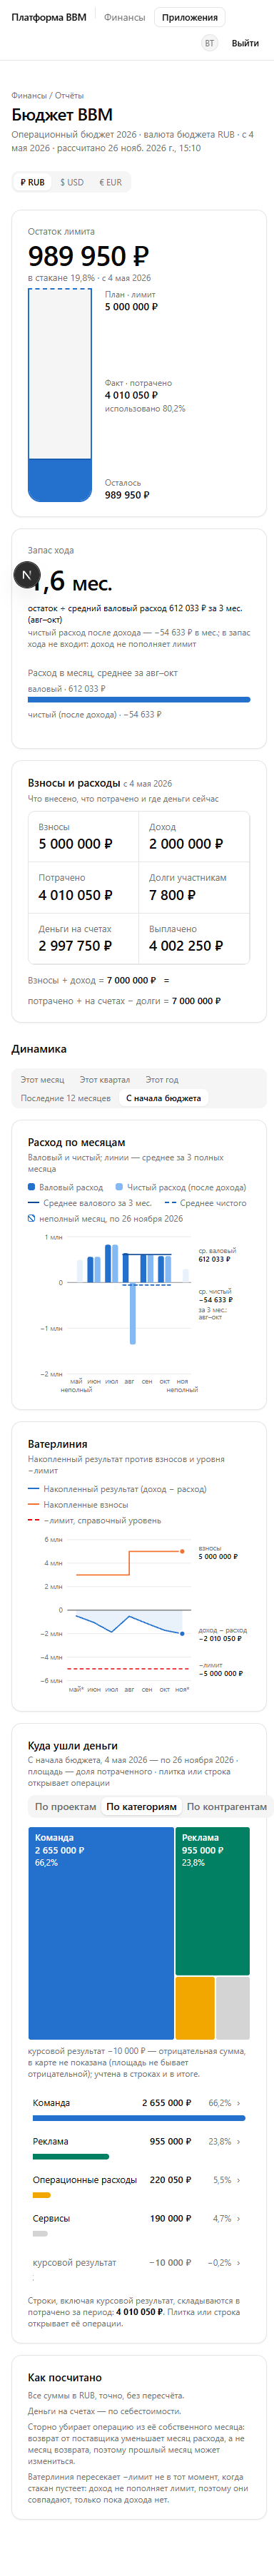 Платформа BBM
Финансы
Приложения
BT
Выйти
Финансы / Отчёты
Бюджет BBM
Операционный бюджет 2026 · валюта бюджета RUB · с 4
мая 2026 · рассчитано 26 нояб. 2026 г., 15:10
₽ RUB
$ USD
€ EUR
Остаток лимита
989 950 ₽
в стакане 19,8% · с 4 мая 2026
План · лимит
5 000 000 ₽
Факт · потрачено
4 010 050 ₽
использовано 80,2%
Осталось
989 950 ₽
Запас хода
N
,6 мес.
остаток ÷ средний валовый расход 612 033 ₽ за 3 мес.
(авг–окт)
чистый расход после дохода — −54 633 ₽ в мес.; в запас
хода не входит: доход не пополняет лимит
Расход в месяц, среднее за авг–окт
валовый · 612 033 ₽
чистый (после дохода) · −54 633 ₽
Взносы и расходы с 4 мая 2026
Что внесено, что потрачено и где деньги сейчас
Взносы
5 000 000 ₽
Доход
2 000 000 ₽
Потрачено
4 010 050 ₽
Долги участникам
7 800 ₽
Деньги на счетах
2 997 750 ₽
Выплачено
4 002 250 ₽
Взносы + доход = 7 000 000 ₽ =
потрачено + на счетах − долги = 7 000 000 ₽
Динамика
Этот месяц
Этот квартал
Этот год
Последние 12 месяцев
С начала бюджета
Расход по месяцам
Валовый и чистый; линии — среднее за 3 полных
месяца
Валовый расход
Чистый расход (после дохода)
Среднее валового за 3 мес.
Среднее чистого
неполный месяц, по 26 ноября 2026
1 млн
0
−1 млн
−2 млн
ср. валовый
612 033 ₽
ср. чистый
−54 633 ₽
за 3 мес.:
авг–окт
май июн июл авг сен окт ноя
неполный
неполный
Ватерлиния
Накопленный результат против взносов и уровня
−лимит
Накопленный результат (доход − расход)
Накопленные взносы
−лимит, справочный уровень
6 млн
4 млн
2 млн
0
−2 млн
−4 млн
−6 млн
взносы
5 000 000 ₽
доход − расход
−2 010 050 ₽
−лимит
−5 000 000 ₽
май* июн июл авг сен окт ноя*
Куда ушли деньги
С начала бюджета, 4 мая 2026 — по 26 ноября 2026 ·
площадь — доля потраченного · плитка или строка
открывает операции
По проектам
По категориям
По контрагентам
Команда
2 655 000 ₽
66,2%
Реклама
955 000 ₽
23,8%
курсовой результат −10 000 ₽ — отрицательная сумма,
в карте не показана (площадь не бывает
отрицательной); учтена в строках и в итоге.
Команда 2 655 000 ₽ 66,2% ›
Реклама 955 000 ₽ 23,8% ›
Операционные расходы 220 050 ₽ 5,5% ›
Сервисы 190 000 ₽ 4,7% ›
курсовой результат −10 000 ₽ −0,2% ›
Строки, включая курсовой результат, складываются в
потрачено за период: 4 010 050 ₽. Плитка или строка
открывает её операции.
Как посчитано
Все суммы в RUB, точно, без пересчёта.
Деньги на счетах — по себестоимости.
Сторно убирает операцию из её собственного месяца:
возврат от поставщика уменьшает месяц расхода, а не
месяц возврата, поэтому прошлый месяц может
измениться.
Ватерлиния пересекает −лимит не в тот момент, когда
стакан пустеет: доход не пополняет лимит, поэтому они
совпадают, только пока дохода нет.